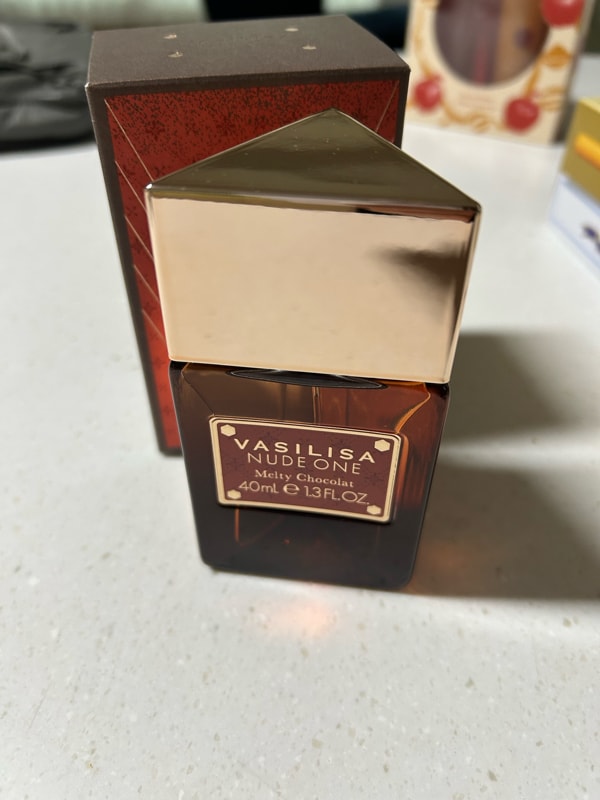 VASILISA
NUDE ONE
Melty Chocolat
40mL ℮ 1.3 FL.OZ.